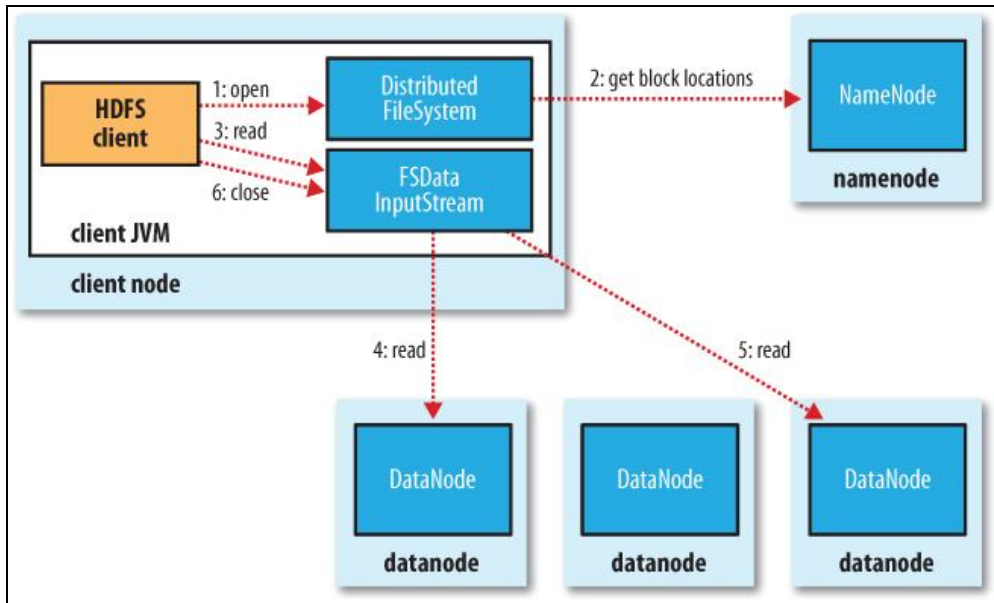 HDFS
client
1: open
3: read
6: close
Distributed
FileSystem
FSData
InputStream
client JVM
client node
2: get block locations
NameNode
namenode
4: read
5: read
DataNode
datanode
DataNode
datanode
DataNode
datanode